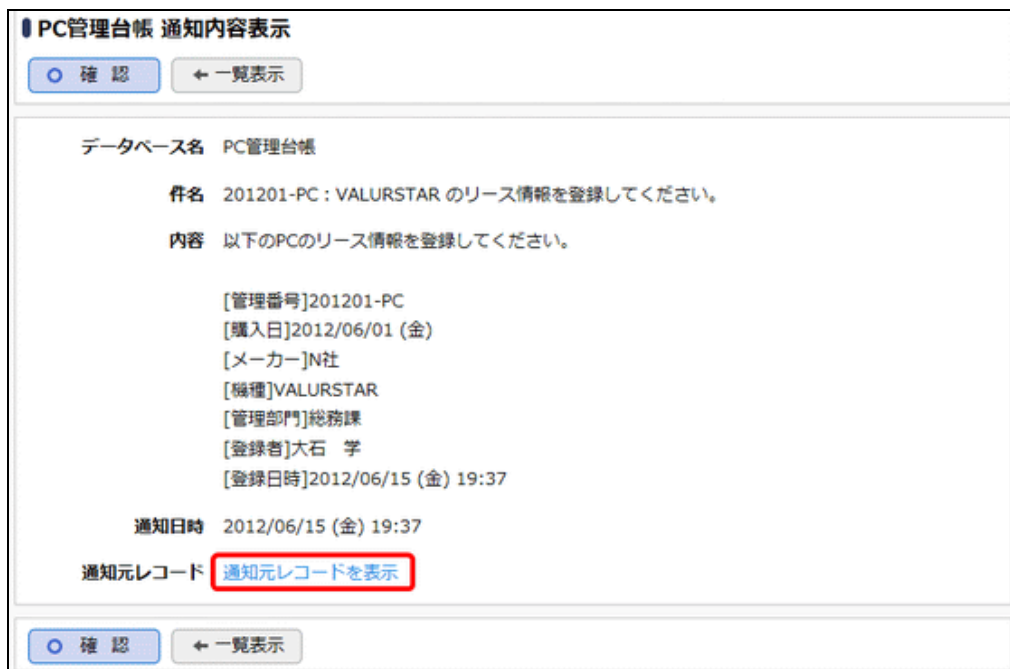 PC管理台帳 通知内容表示
確 認 一覧表示
データベース名 PC管理台帳
件名 201201-PC : VALURSTAR のリース情報を登録してください。
内容 以下のPCのリース情報を登録してください。
[管理番号]201201-PC
[購入日]2012/06/01 (金)
[メーカー]N社
[機種]VALURSTAR
[管理部門]総務課
[登録者]大石　学
[登録日時]2012/06/15 (金) 19:37
通知日時 2012/06/15 (金) 19:37
通知元レコード 通知元レコードを表示
確 認 一覧表示